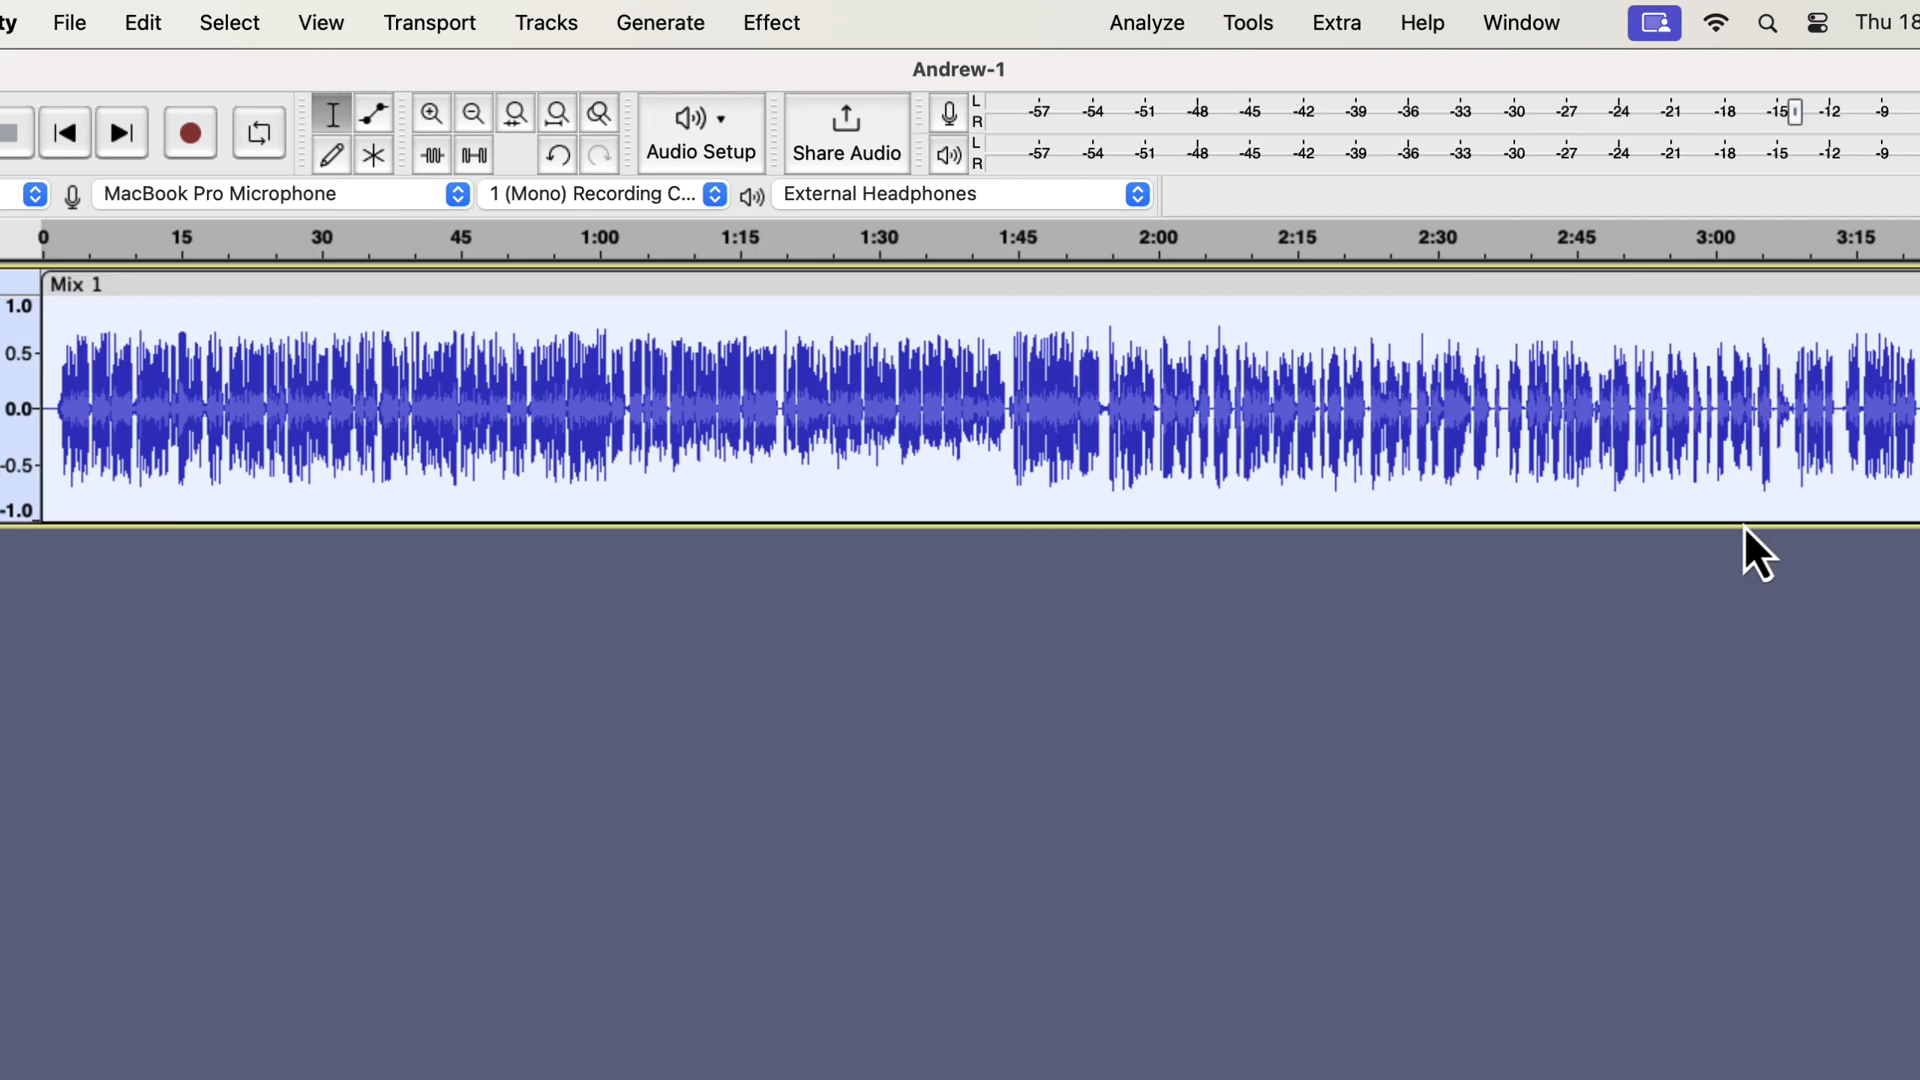 ty File Edit Select View Transport Tracks Generate Effect Analyze Tools Extra Help Window Thu 18
Andrew-1
L -57 -54 -51 -48 -45 -42 -39 -36 -33 -30 -27 -24 -21 -18 -15 -12 -9
R
Audio Setup Share Audio
L -57 -54 -51 -48 -45 -42 -39 -36 -33 -30 -27 -24 -21 -18 -15 -12 -9
R
MacBook Pro Microphone 1 (Mono) Recording C... External Headphones
0 15 30 45 1:00 1:15 1:30 1:45 2:00 2:15 2:30 2:45 3:00 3:15
Mix 1
1.0
0.5
0.0
-0.5
-1.0